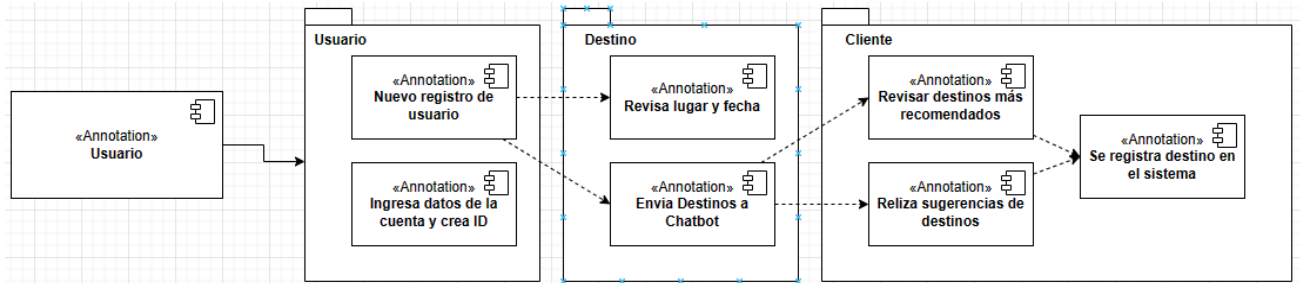 «Annotation»
Usuario
Usuario
«Annotation»
Nuevo registro de
usuario
«Annotation»
Ingresa datos de la
cuenta y crea ID
Destino
«Annotation»
Revisa lugar y fecha
«Annotation»
Envia Destinos a
Chatbot
Cliente
«Annotation»
Revisar destinos más
recomendados
«Annotation»
Reliza sugerencias de
destinos
«Annotation»
Se registra destino en
el sistema